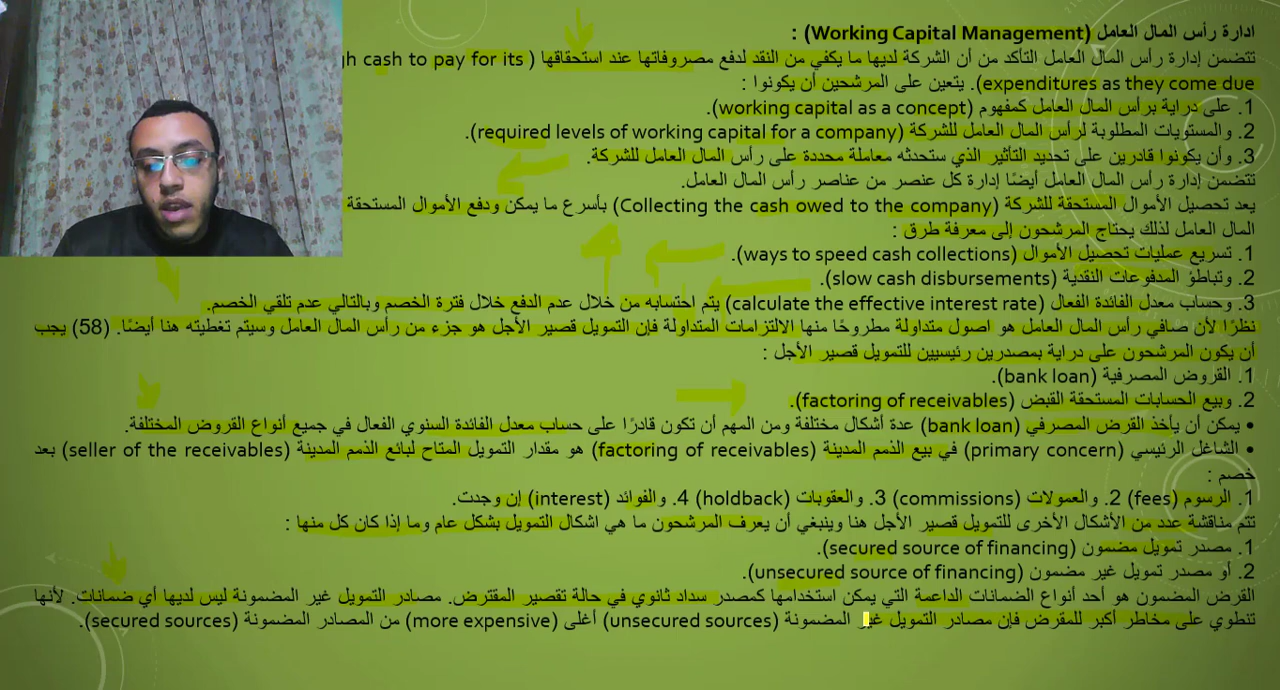 ادارة رأس المال العامل (Working Capital Management) :
تتضمن إدارة رأس المال العامل التأكد من أن الشركة لديها ما يكفي من النقد لدفع مصروفاتها عند استحقاقها (gh cash to pay for its
expenditures as they come due). يتعين على المرشحين أن يكونوا :
1. على دراية برأس المال العامل كمفهوم (working capital as a concept).
2. والمستويات المطلوبة لرأس المال العامل للشركة (required levels of working capital for a company).
3. وأن يكونوا قادرين على تحديد التأثير الذي ستحدثه معاملة محددة على رأس المال العامل للشركة.
تتضمن إدارة رأس المال العامل أيضًا إدارة كل عنصر من عناصر رأس المال العامل.
يعد تحصيل الأموال المستحقة للشركة (Collecting the cash owed to the company) بأسرع ما يمكن ودفع الأموال المستحقة
المال العامل لذلك يحتاج المرشحون إلى معرفة طرق :
1. تسريع عمليات تحصيل الأموال (ways to speed cash collections).
2. وتباطؤ المدفوعات النقدية (slow cash disbursements).
3. وحساب معدل الفائدة الفعال (calculate the effective interest rate) يتم احتسابه من خلال عدم الدفع خلال فترة الخصم وبالتالي عدم تلقي الخصم.
نظرًا لأن صافي رأس المال العامل هو اصول متداولة مطروحًا منها الالتزامات المتداولة فإن التمويل قصير الأجل هو جزء من رأس المال العامل وسيتم تغطيته هنا أيضًا. (58) يجب
أن يكون المرشحون على دراية بمصدرين رئيسيين للتمويل قصير الأجل :
1. القروض المصرفية (bank loan).
2. وبيع الحسابات المستحقة القبض (factoring of receivables).
• يمكن أن يأخذ القرض المصرفي (bank loan) عدة أشكال مختلفة ومن المهم أن تكون قادرًا على حساب معدل الفائدة السنوي الفعال في جميع أنواع القروض المختلفة.
• الشاغل الرئيسي (primary concern) في بيع الذمم المدينة (factoring of receivables) هو مقدار التمويل المتاح لبائع الذمم المدينة (seller of the receivables) بعد
خصم :
1. الرسوم (fees) 2. والعمولات (commissions) 3. والعقوبات (holdback) 4. والفوائد (interest) إن وجدت.
تتم مناقشة عدد من الأشكال الأخرى للتمويل قصير الأجل هنا وينبغي أن يعرف المرشحون ما هي اشكال التمويل بشكل عام وما إذا كان كل منها :
1. مصدر تمويل مضمون (secured source of financing).
2. أو مصدر تمويل غير مضمون (unsecured source of financing).
القرض المضمون هو أحد أنواع الضمانات الداعمة التي يمكن استخدامها كمصدر سداد ثانوي في حالة تقصير المقترض. مصادر التمويل غير المضمونة ليس لديها أي ضمانات. لأنها
تنطوي على مخاطر أكبر للمقرض فإن مصادر التمويل غير المضمونة (unsecured sources) أغلى (more expensive) من المصادر المضمونة (secured sources).